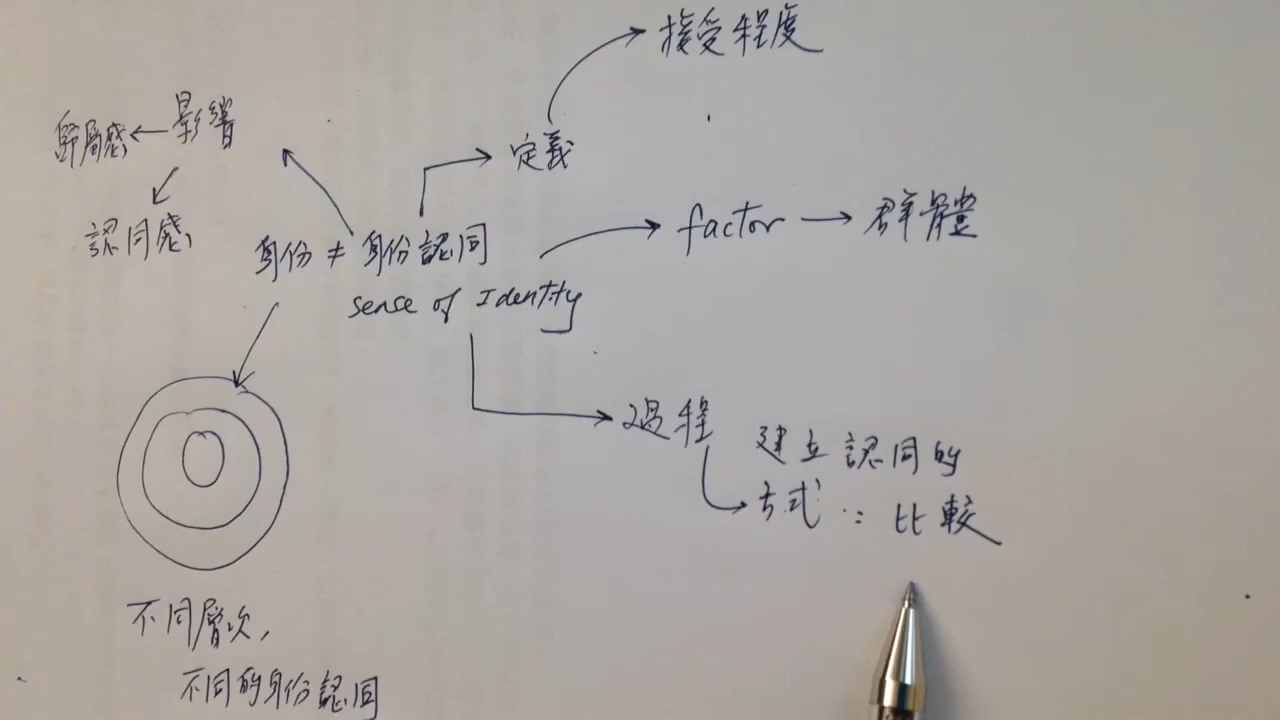 接受程度
影響
歸屬感
定義
認同感
factor
群體
身份 ≠ 身份認同
sense of Identity
過程
建立認同的
方式：比較
不同層次，
不同的身份認同